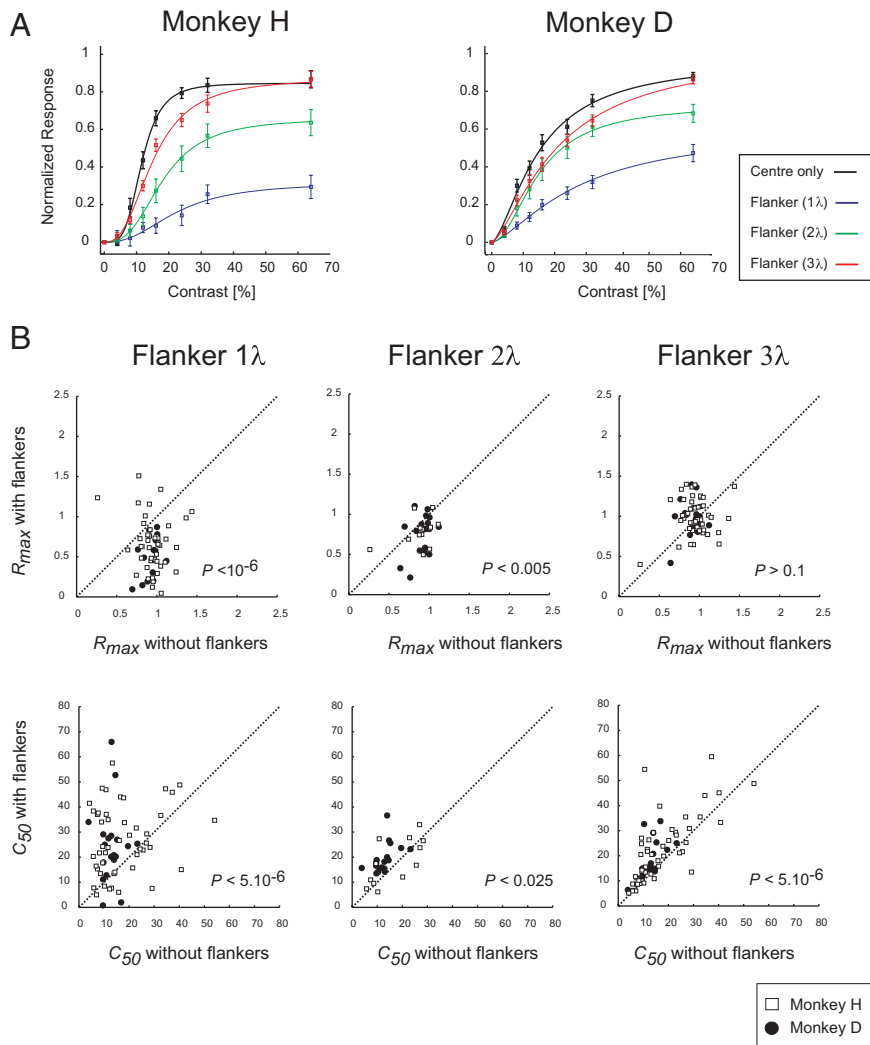 A
Monkey H
Monkey D
Normalized Response
1
0.8
0.6
0.4
0.2
0
0 10 20 30 40 50 60 70
Contrast [%]
1
0.8
0.6
0.4
0.2
0
0 10 20 30 40 50 60 70
Contrast [%]
Centre only
Flanker (1λ)
Flanker (2λ)
Flanker (3λ)
B
Flanker 1λ
Flanker 2λ
Flanker 3λ
Rmax with flankers
2.5
2
1.5
1
0.5
0
0 0.5 1 1.5 2 2.5
P <10-6
Rmax without flankers
2.5
2
1.5
1
0.5
0
0 0.5 1 1.5 2 2.5
P < 0.005
Rmax without flankers
2.5
2
1.5
1
0.5
0
0 0.5 1 1.5 2 2.5
P > 0.1
Rmax without flankers
C50 with flankers
80
70
60
50
40
30
20
10
0
0 10 20 30 40 50 60 70 80
P < 5.10-6
C50 without flankers
80
70
60
50
40
30
20
10
0
0 10 20 30 40 50 60 70 80
P < 0.025
C50 without flankers
80
70
60
50
40
30
20
10
0
0 10 20 30 40 50 60 70 80
P < 5.10-6
C50 without flankers
Monkey H
Monkey D